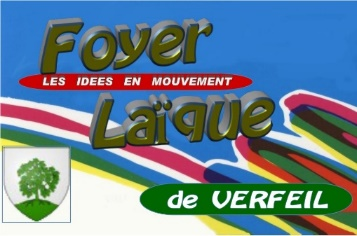 Foyer
LES IDEES EN MOUVEMENT
Laïque
de VERFEIL